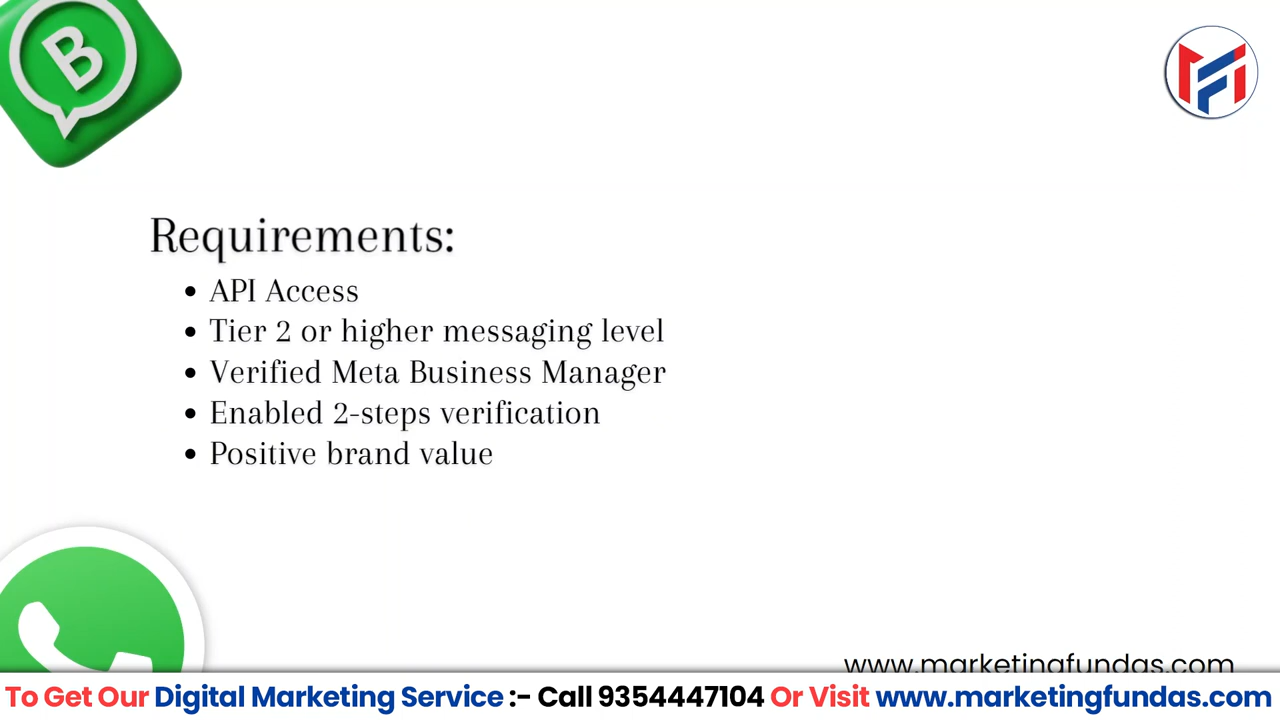 B
Requirements:
• API Access
• Tier 2 or higher messaging level
• Verified Meta Business Manager
• Enabled 2-steps verification
• Positive brand value
www.marketingfundas.com
To Get Our Digital Marketing Service :- Call 9354447104 Or Visit www.marketingfundas.com